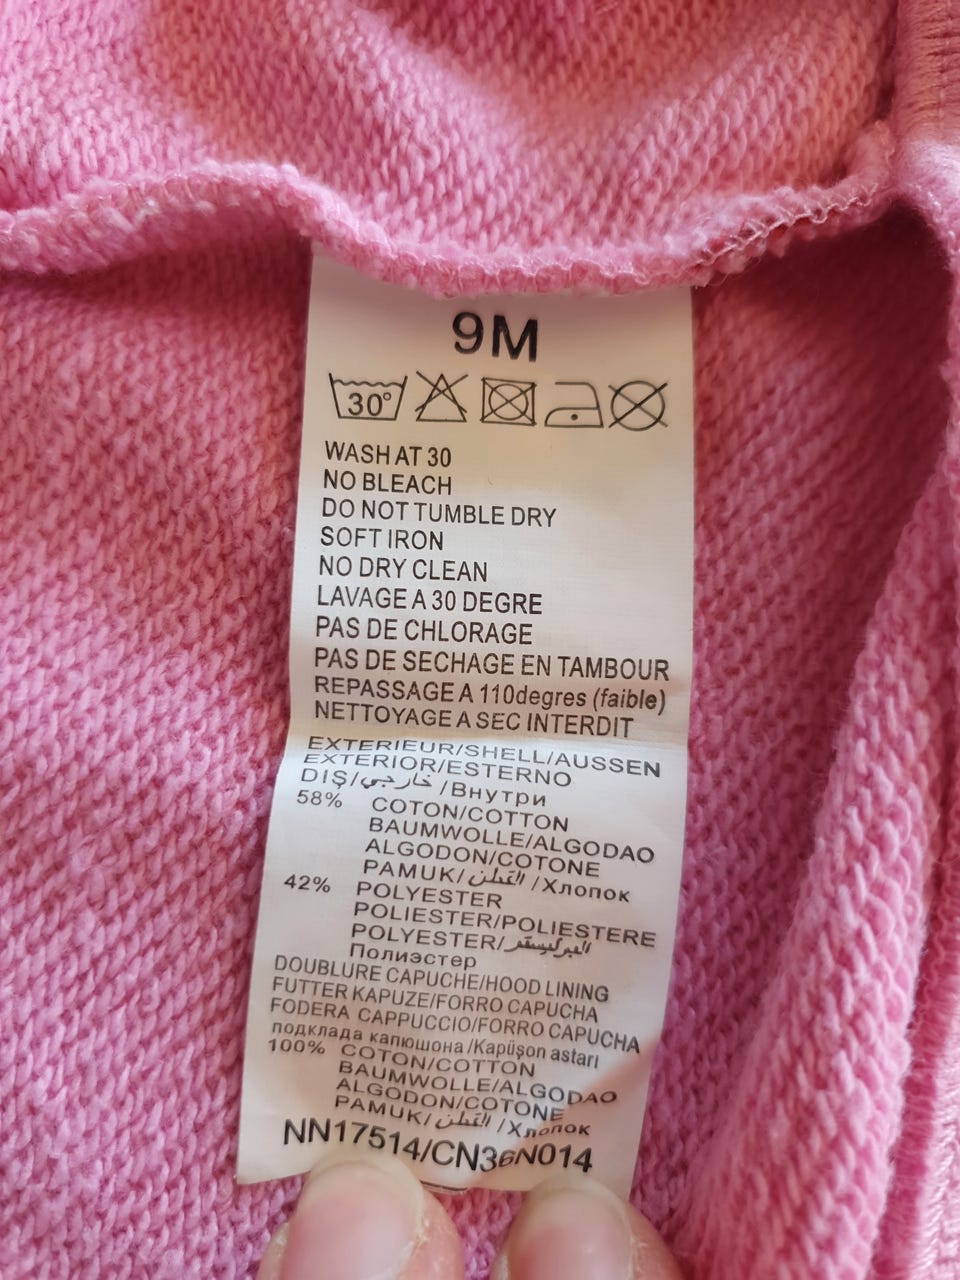 9M
30°
WASH AT 30
NO BLEACH
DO NOT TUMBLE DRY
SOFT IRON
NO DRY CLEAN
LAVAGE A 30 DEGRE
PAS DE CHLORAGE
PAS DE SECHAGE EN TAMBOUR
REPASSAGE A 110degres (faible)
NETTOYAGE A SEC INTERDIT
EXTERIEUR/SHELL/AUSSEN
EXTERIOR/ESTERNO
DIŞ/خارجي/Внутри
58% COTON/COTTON
BAUMWOLLE/ALGODAO
ALGODON/COTONE
PAMUK/القطن/Хлопок
42% POLYESTER
POLIESTER/POLIESTERE
POLYESTER/
Полиэстер
DOUBLURE CAPUCHE/HOOD LINING
FUTTER KAPUZE/FORRO CAPUCHA
FODERA CAPPUCCIO/FORRO CAPUCHA
подклада капюшона/Kapüşon astarı
100% COTON/COTTON
BAUMWOLLE/ALGODAO
ALGODON/COTONE
PAMUK/القطن/Хлопок
NN17514/CN36N014